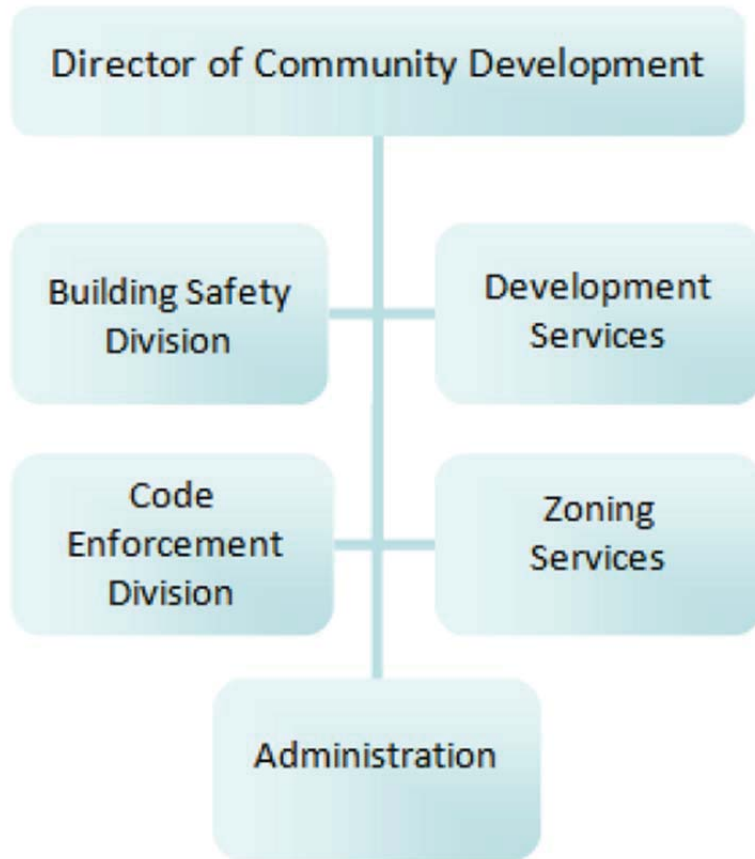 Director of Community Development
Building Safety
Division
Development
Services
Code
Enforcement
Division
Zoning
Services
Administration